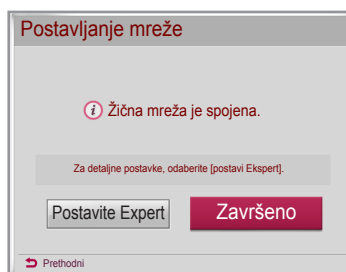 Postavljanje mreže
Žična mreža je spojena.
Za detaljne postavke, odaberite [postavi Ekspert].
Postavite Expert
Završeno
Prethodni